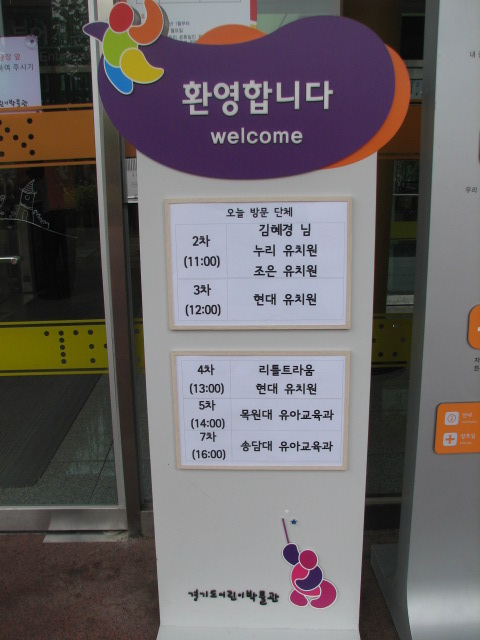 환영합니다
welcome
오늘 방문 단체
2차
(11:00)
김혜경 님
누리 유치원
조은 유치원
3차
(12:00)
현대 유치원
4차
(13:00)
리틀트라움
현대 유치원
5차
(14:00)
목원대 유아교육과
7차
(16:00)
송담대 유아교육과
경기도어린이박물관